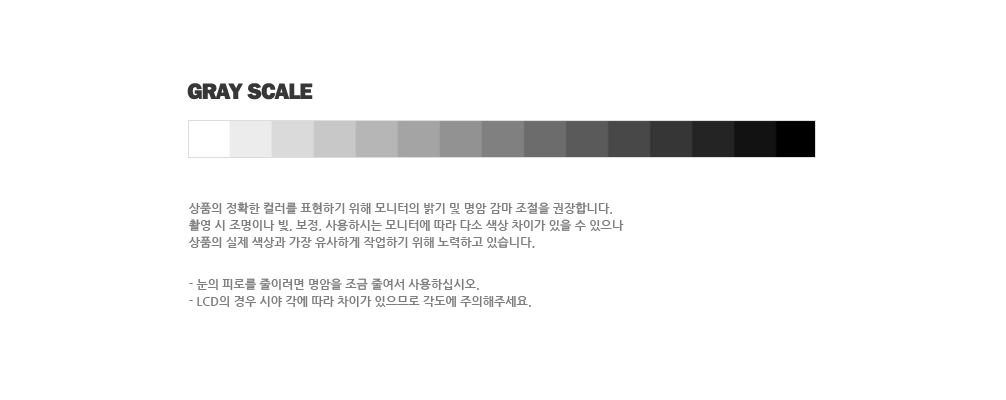 GRAY SCALE
상품의 정확한 컬러를 표현하기 위해 모니터의 밝기 및 명암 감마 조절을 권장합니다.
촬영 시 조명이나 빛, 보정, 사용하시는 모니터에 따라 다소 색상 차이가 있을 수 있으나
상품의 실제 색상과 가장 유사하게 작업하기 위해 노력하고 있습니다.
- 눈의 피로를 줄이려면 명암을 조금 줄여서 사용하십시오.
- LCD의 경우 시야 각에 따라 차이가 있으므로 각도에 주의해주세요.